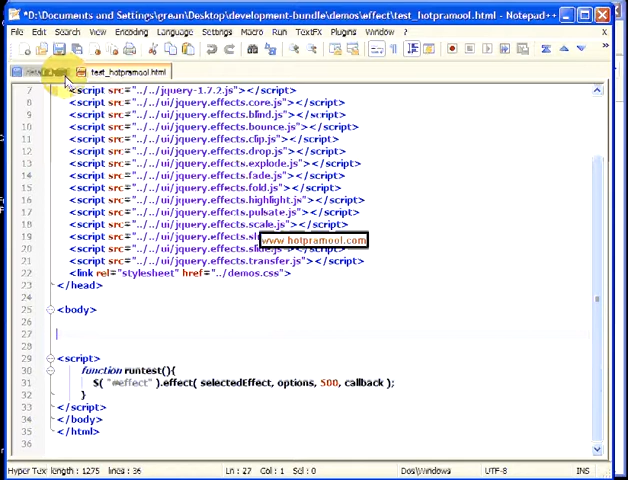 *D:\Documents and Settings\gream\Desktop\development-bundle\demos\effect\test_hotpramool.html - Notepad++
File Edit Search View Encoding Language Settings Macro Run TextFX Plugins Window ?
test_hotpramool.html
7 <script src="../../jquery-1.7.2.js"></script>
8 <script src="../../ui/jquery.effects.core.js"></script>
9 <script src="../../ui/jquery.effects.blind.js"></script>
10 <script src="../../ui/jquery.effects.bounce.js"></script>
11 <script src="../../ui/jquery.effects.clip.js"></script>
12 <script src="../../ui/jquery.effects.drop.js"></script>
13 <script src="../../ui/jquery.effects.explode.js"></script>
14 <script src="../../ui/jquery.effects.fade.js"></script>
15 <script src="../../ui/jquery.effects.fold.js"></script>
16 <script src="../../ui/jquery.effects.highlight.js"></script>
17 <script src="../../ui/jquery.effects.pulsate.js"></script>
18 <script src="../../ui/jquery.effects.scale.js"></script>
19 <script src="../../ui/jquery.effects.s
www.hotpramool.com
20 <script src="../../ui/jquery.effects.slide.js"></script>
21 <script src="../../ui/jquery.effects.transfer.js"></script>
22 <link rel="stylesheet" href="../demos.css">
23 </head>
24
25 <body>
26
27
28
29 <script>
30 function runtest(){
31 $( "#effect" ).effect( selectedEffect, options, 500, callback );
32 }
33 </script>
34 </body>
35 </html>
36
Hyper Tex length : 1275 lines : 36 Ln : 27 Col : 1 Sel : 0 Dos\Windows UTF-8 INS